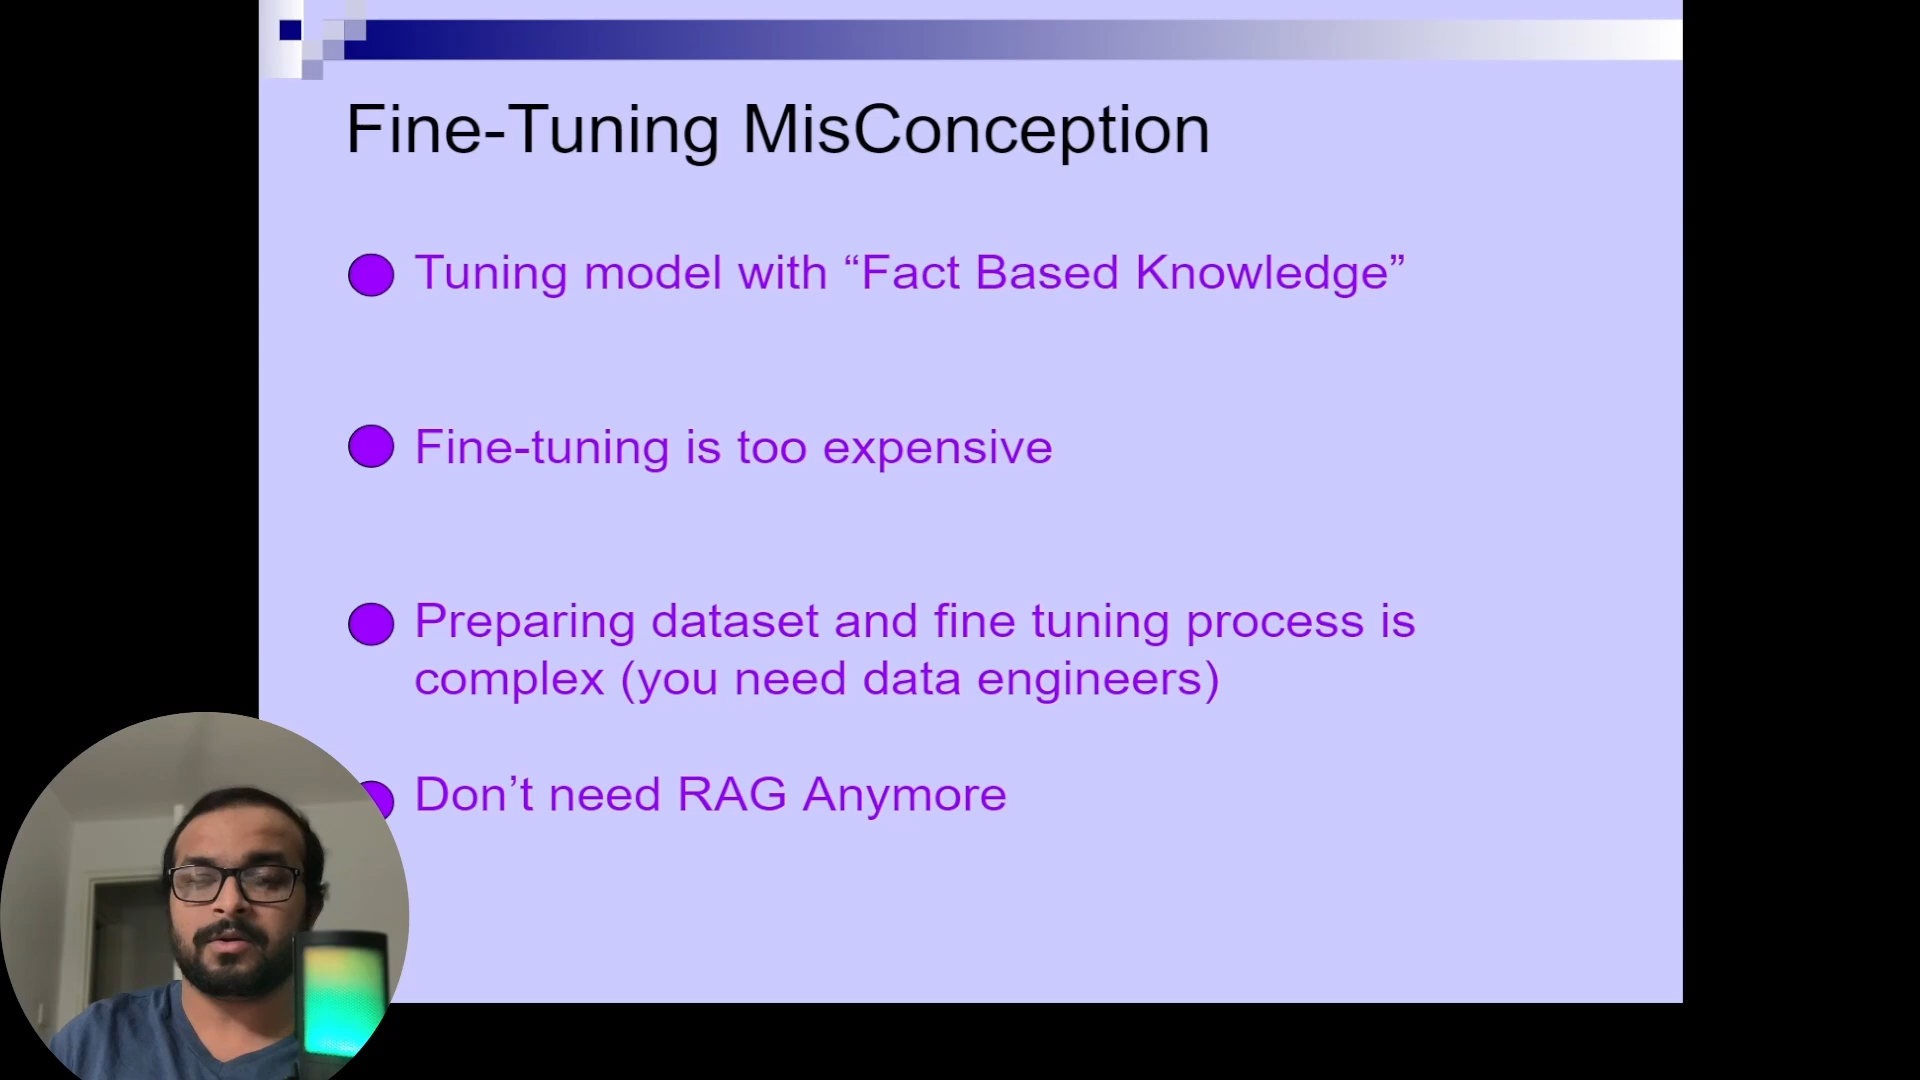 Fine-Tuning MisConception
Tuning model with “Fact Based Knowledge”
Fine-tuning is too expensive
Preparing dataset and fine tuning process is
complex (you need data engineers)
Don’t need RAG Anymore